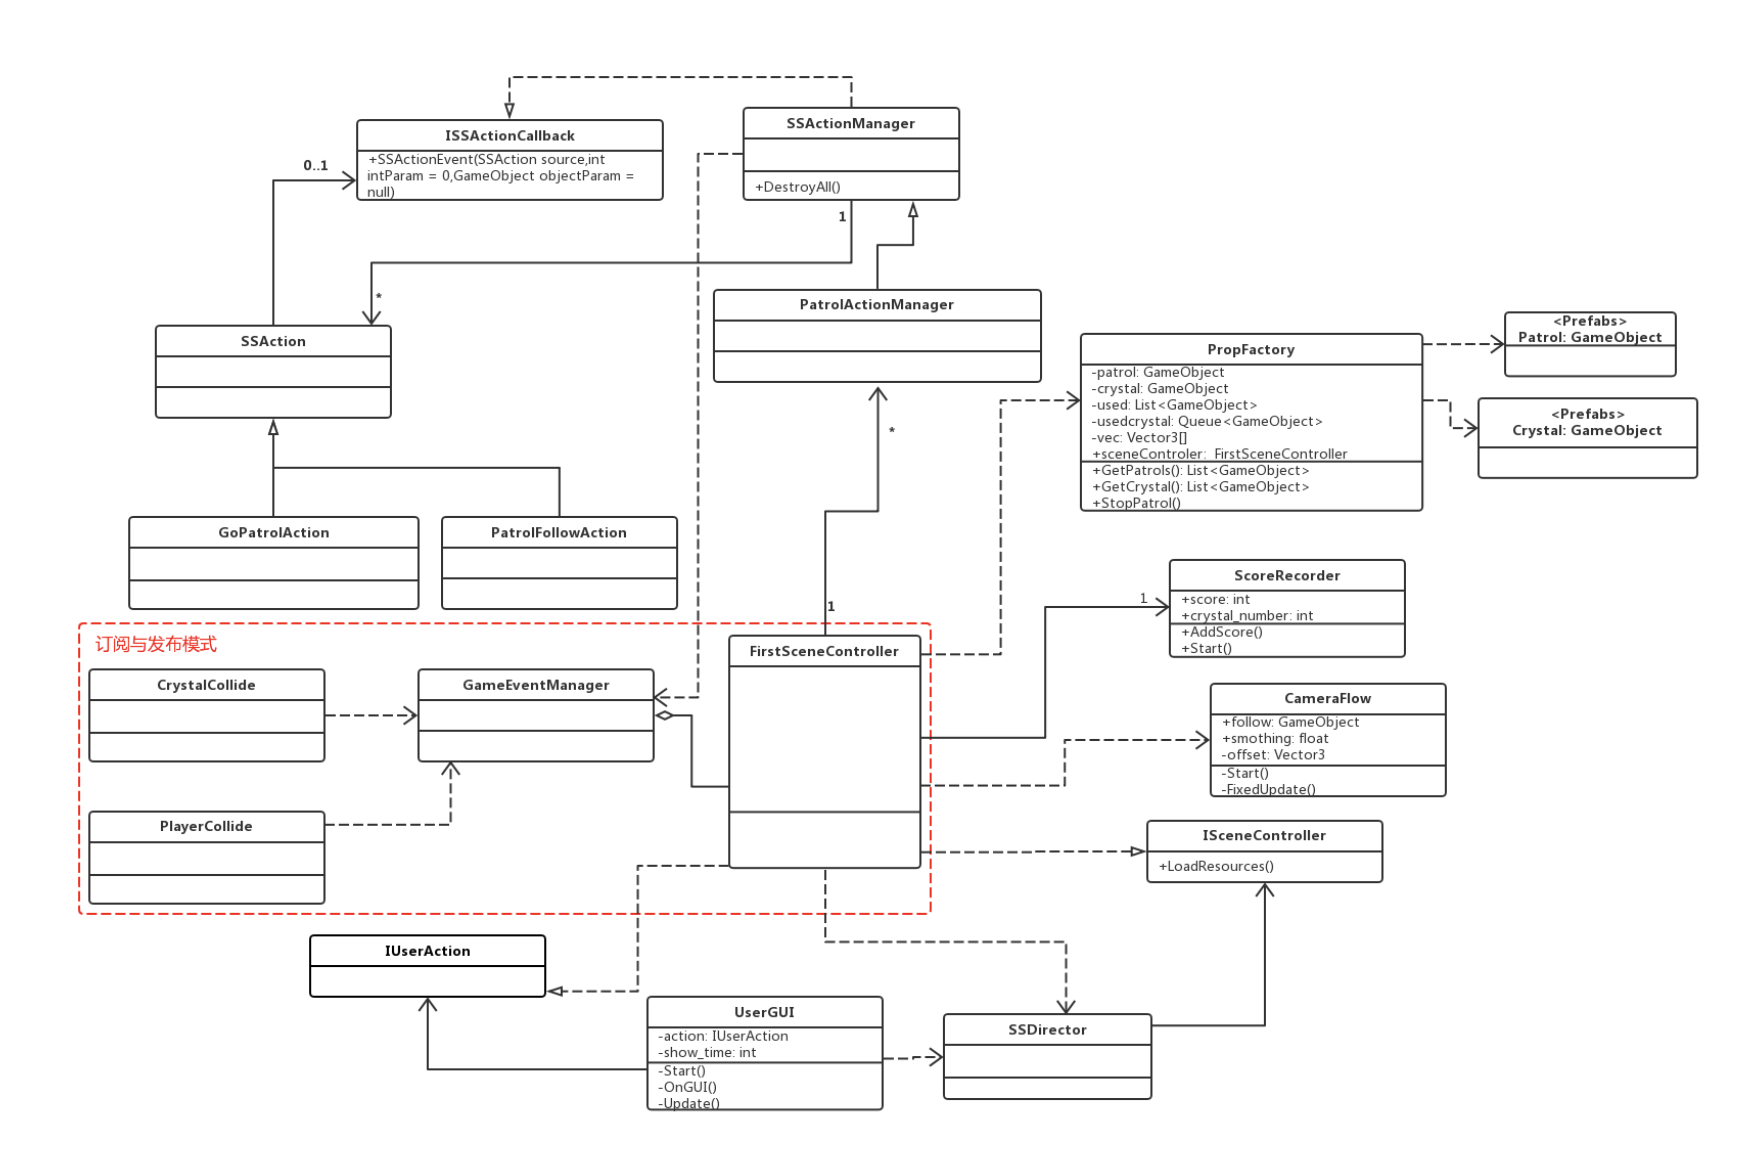 ISSActionCallback
+SSActionEvent(SSAction source,int
intParam = 0,GameObject objectParam =
null)
SSActionManager
+DestroyAll()
0..1
1
*
SSAction
PatrolActionManager
<Prefabs>
Patrol: GameObject
PropFactory
-patrol: GameObject
-crystal: GameObject
-used: List<GameObject>
-usedcrystal: Queue<GameObject>
-vec: Vector3[]
+sceneControler:  FirstSceneController
+GetPatrols(): List<GameObject>
+GetCrystal(): List<GameObject>
+StopPatrol()
<Prefabs>
Crystal: GameObject
*
GoPatrolAction
PatrolFollowAction
1
ScoreRecorder
+score: int
+crystal_number: int
+AddScore()
+Start()
1
订阅与发布模式
CrystalCollide
GameEventManager
FirstSceneController
CameraFlow
+follow: GameObject
+smothing: float
-offset: Vector3
-Start()
-FixedUpdate()
PlayerCollide
ISceneController
+LoadResources()
IUserAction
UserGUI
-action: IUserAction
-show_time: int
-Start()
-OnGUI()
-Update()
SSDirector